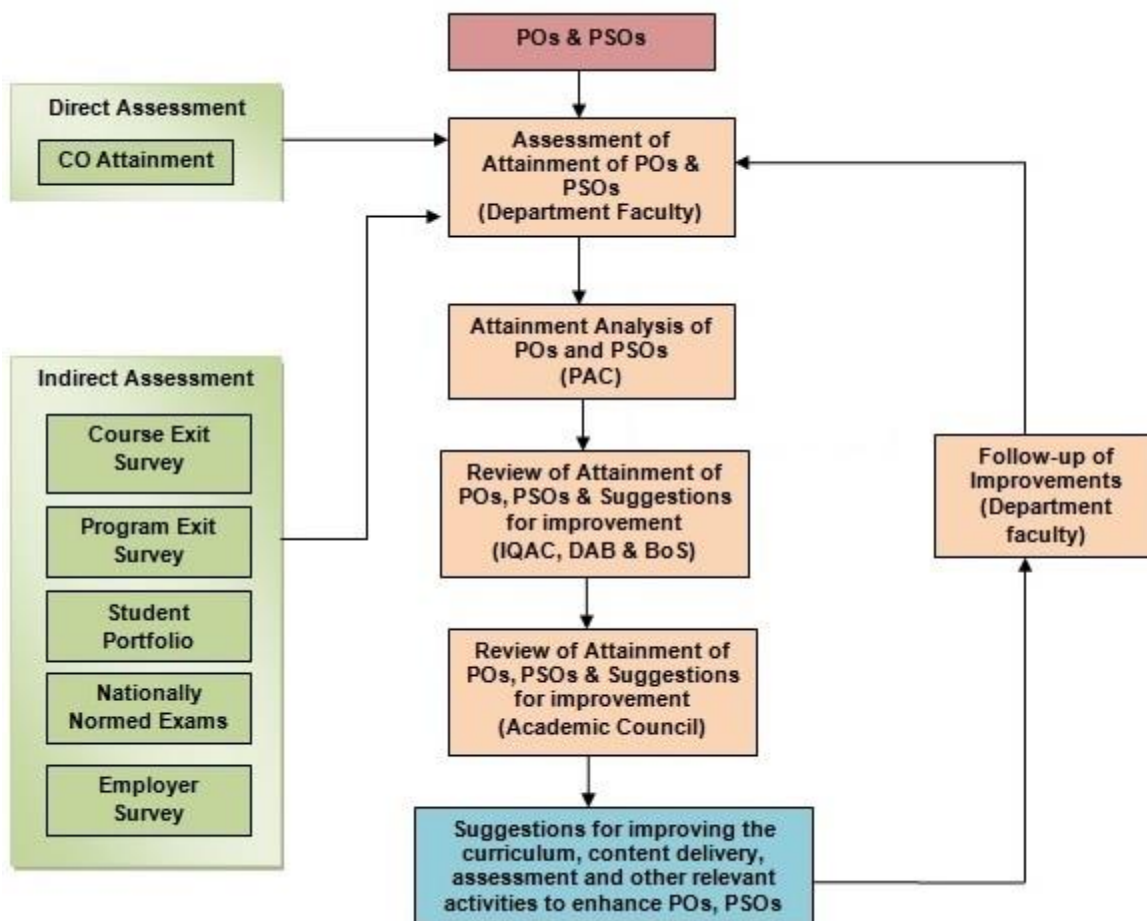 POs & PSOs
Direct Assessment
CO Attainment
Assessment of
Attainment of POs &
PSOs
(Department Faculty)
Attainment Analysis of
POs and PSOs
(PAC)
Indirect Assessment
Course Exit
Survey
Program Exit
Survey
Student
Portfolio
Nationally
Normed Exams
Employer
Survey
Review of Attainment of
POs, PSOs & Suggestions
for improvement
(IQAC, DAB & BoS)
Follow-up of
Improvements
(Department
faculty)
Review of Attainment of
POs, PSOs & Suggestions
for improvement
(Academic Council)
Suggestions for improving the
curriculum, content delivery,
assessment and other relevant
activities to enhance POs, PSOs